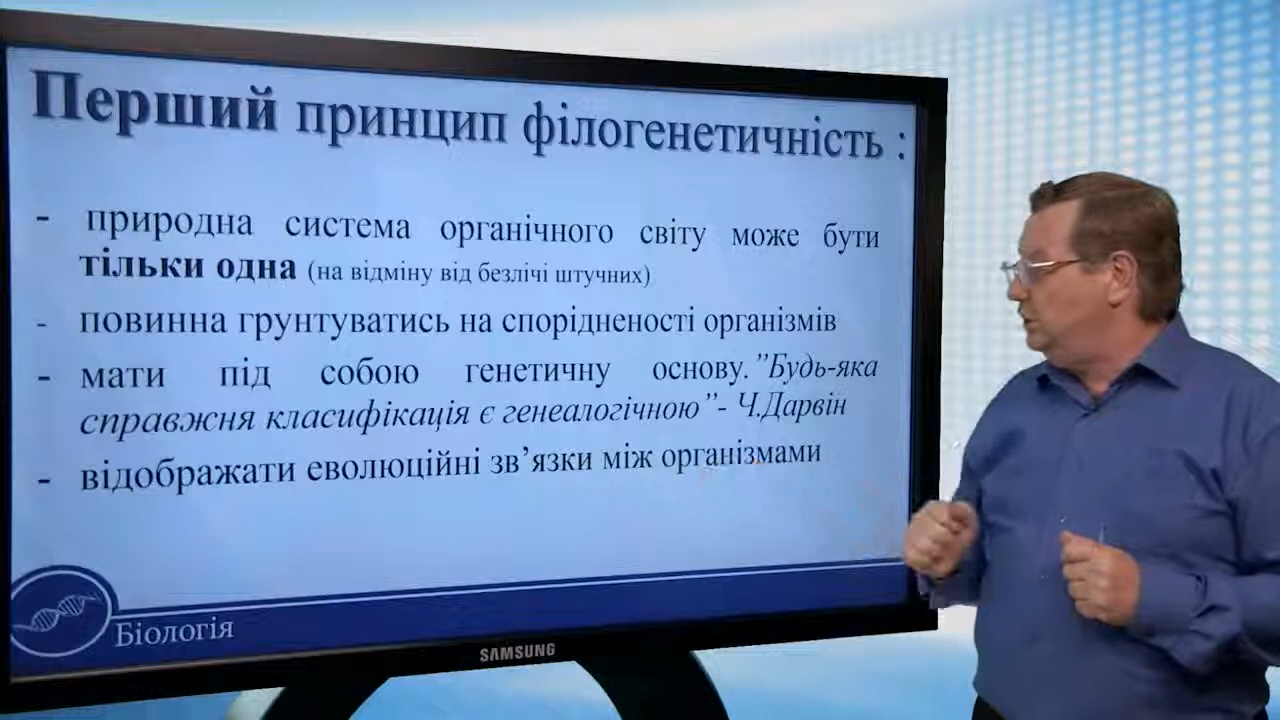 Перший принцип філогенетичність :
- природна система органічного світу може бути
тільки одна (на відміну від безлічі штучних)
- повинна грунтуватись на спорідненості організмів
- мати під собою генетичну основу. ”Будь-яка
справжня класифікація є генеалогічною”- Ч.Дарвін
- відображати еволюційні зв’язки між організмами
Біологія
SAMSUNG